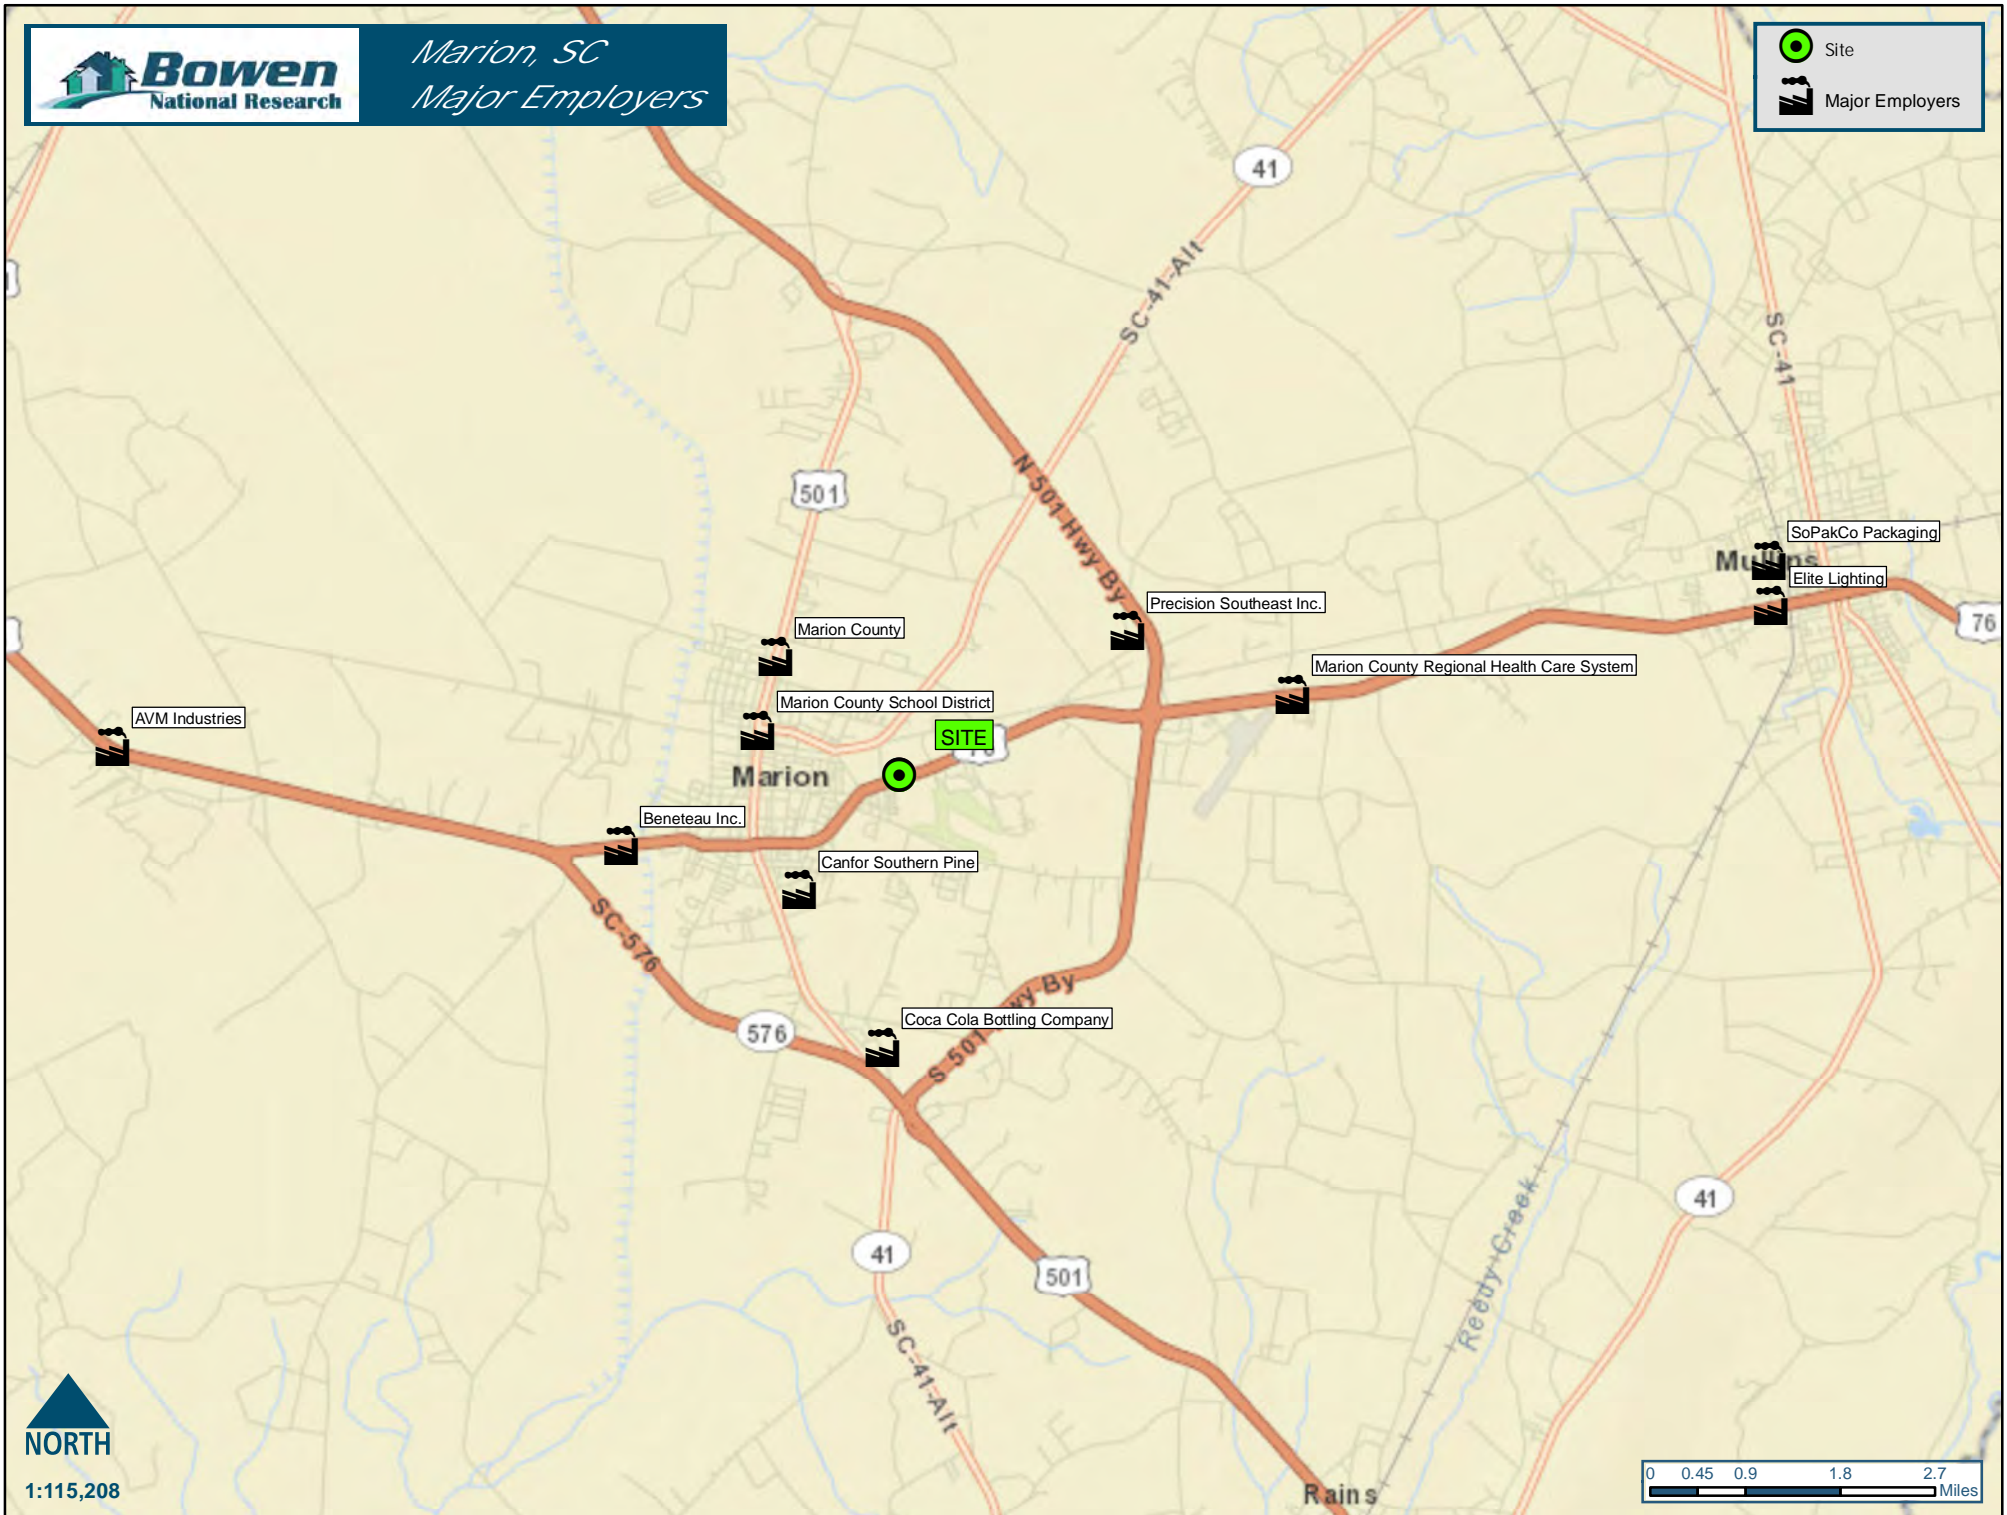 Bowen
National Research
Marion, SC
Major Employers
Site
Major Employers
41
SC-41-Alt
SC-41
501
N 501 Hwy By
SoPakCo Packaging
Mullins
Elite Lighting
76
Precision Southeast Inc.
Marion County
Marion County Regional Health Care System
Marion County School District
AVM Industries
SITE
Marion
Beneteau Inc.
Canfor Southern Pine
SC-576
S 501 Hwy By
Coca Cola Bottling Company
576
41
41
501
Reedy Creek
SC-41-Alt
NORTH
1:115,208
Rains
0 0.45 0.9 1.8 2.7
Miles